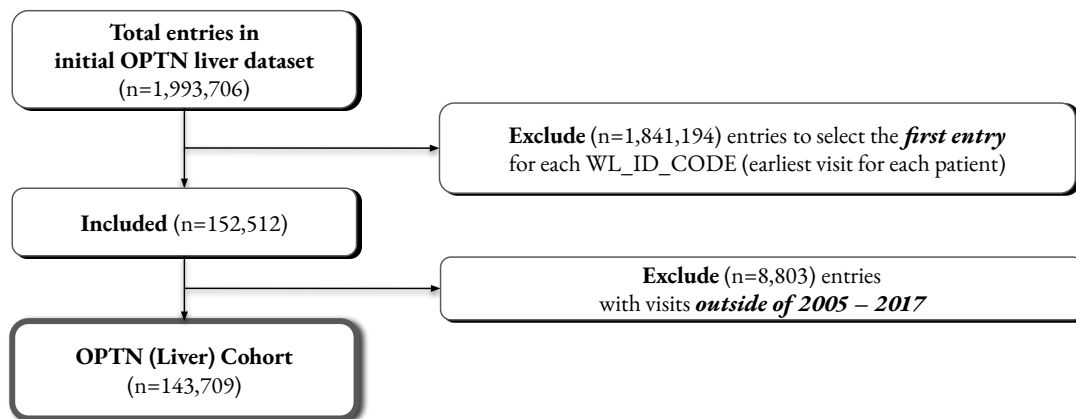 Total entries in
initial OPTN liver dataset
(n=1,993,706)
Exclude (n=1,841,194) entries to select the first entry
for each WL_ID_CODE (earliest visit for each patient)
Included (n=152,512)
Exclude (n=8,803) entries
with visits outside of 2005 – 2017
OPTN (Liver) Cohort
(n=143,709)